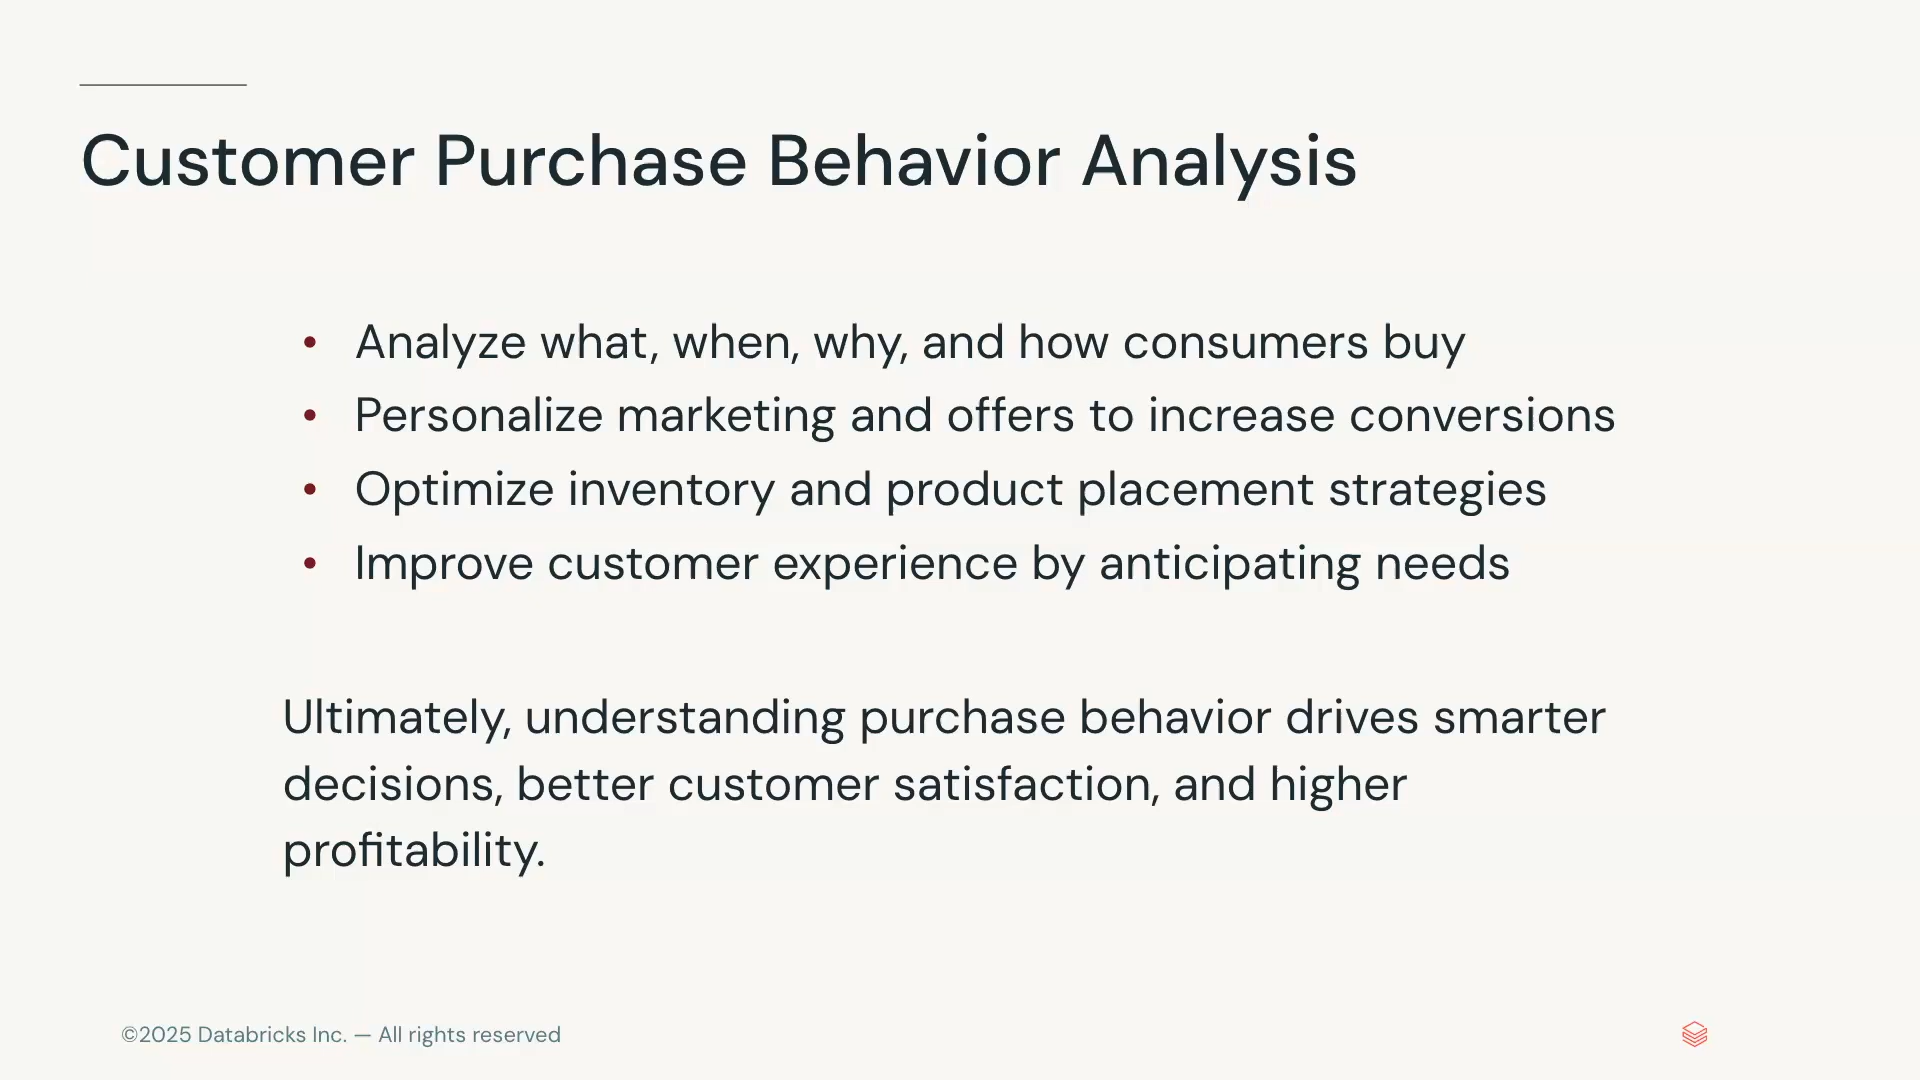 Customer Purchase Behavior Analysis
• Analyze what, when, why, and how consumers buy
• Personalize marketing and offers to increase conversions
• Optimize inventory and product placement strategies
• Improve customer experience by anticipating needs
Ultimately, understanding purchase behavior drives smarter
decisions, better customer satisfaction, and higher
profitability.
©2025 Databricks Inc. — All rights reserved